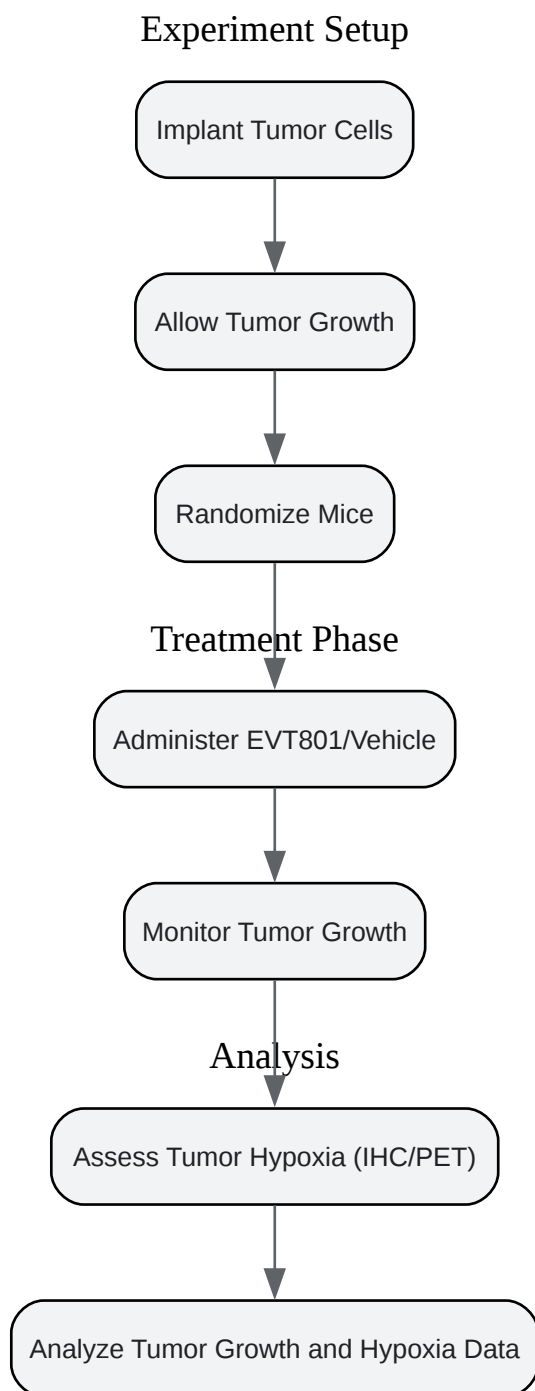 Experiment Setup
Implant Tumor Cells
Allow Tumor Growth
Randomize Mice
Treatment Phase
Administer EVT801/Vehicle
Monitor Tumor Growth
Analysis
Assess Tumor Hypoxia (IHC/PET)
Analyze Tumor Growth and Hypoxia Data